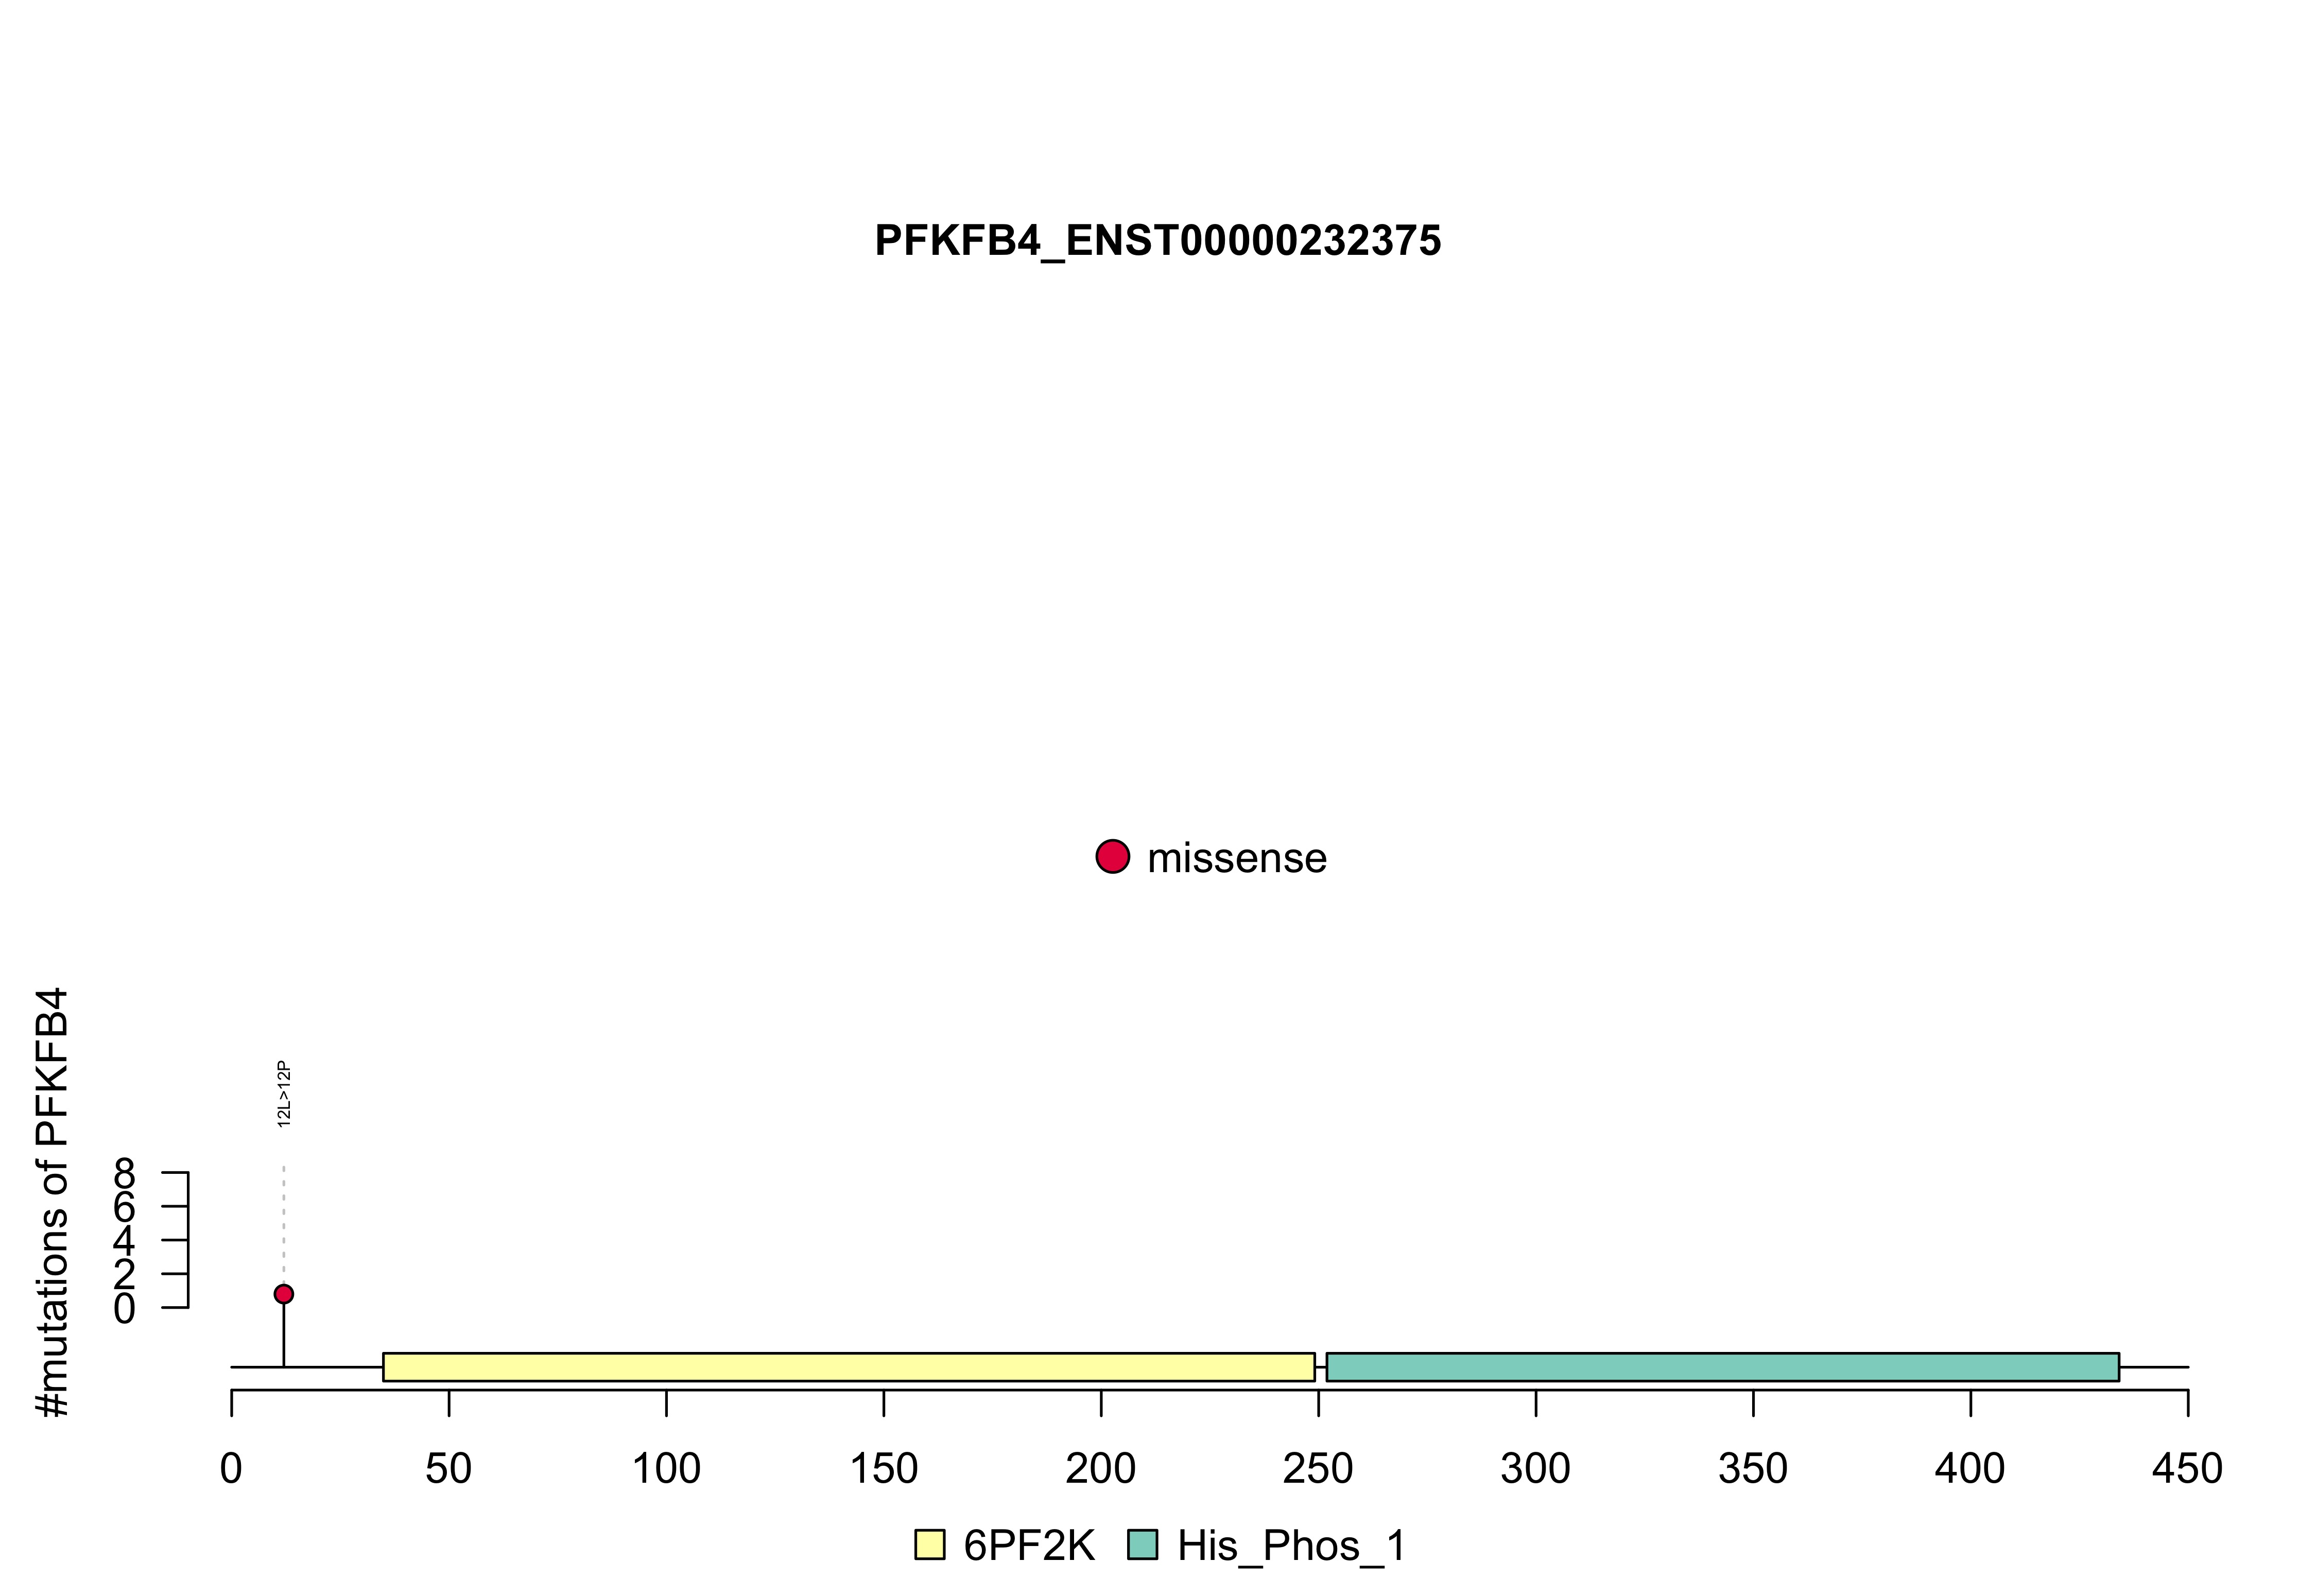 PFKFB4_ENST00000232375
missense
#mutations of PFKFB4
12L>12P
8
6
4
2
0
0 50 100 150 200 250 300 350 400 450
6PF2K His_Phos_1